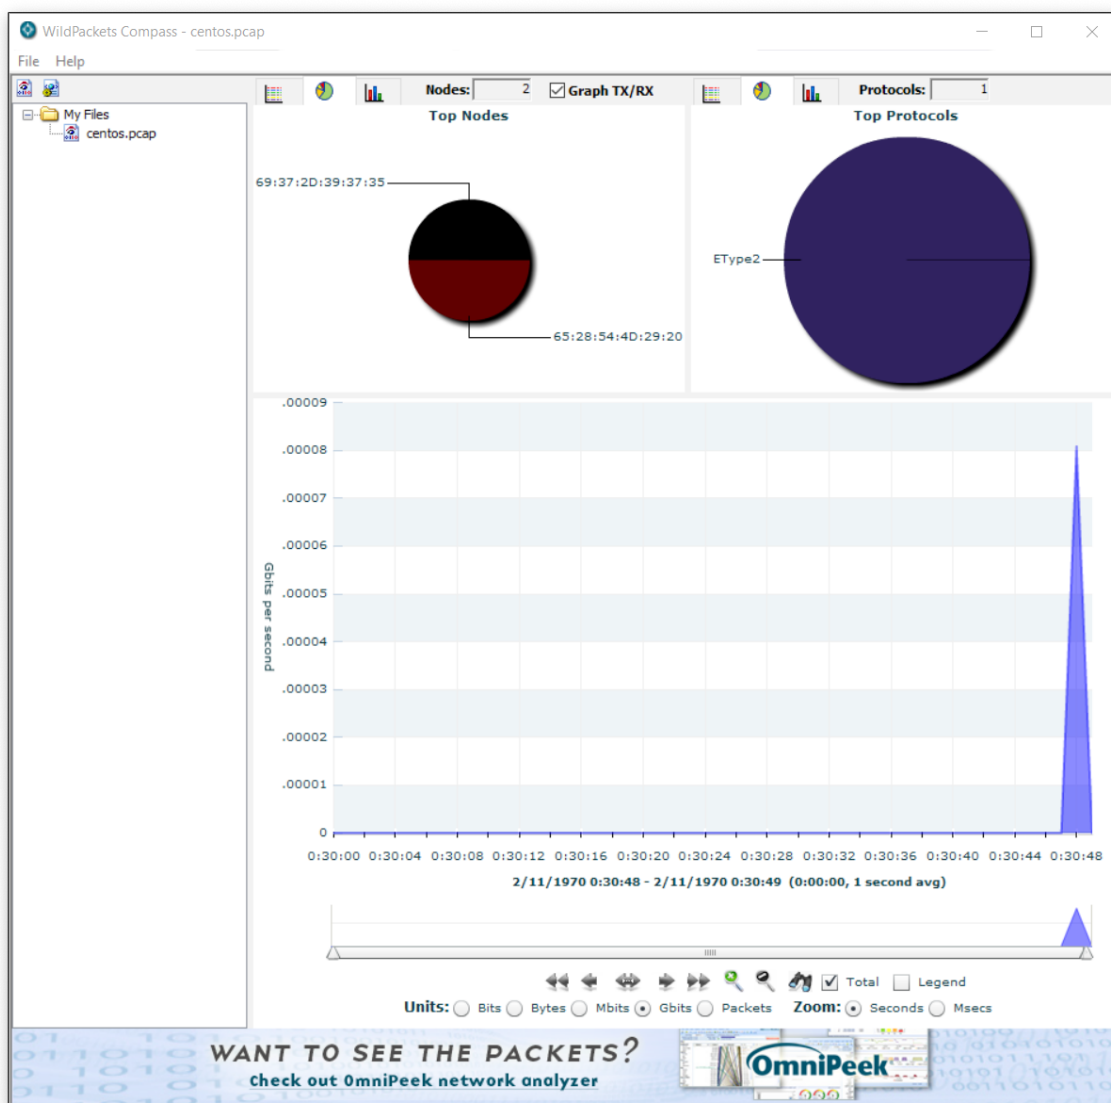 WildPackets Compass - centos.pcap
File Help
My Files
centos.pcap
Nodes: 2 Graph TX/RX
Protocols: 1
Top Nodes
69:37:2D:39:37:35
65:28:54:4D:29:20
Top Protocols
EType2
.00009
.00008
.00007
.00006
.00005
.00004
.00003
.00002
.00001
0
Gbits per second
0:30:00 0:30:04 0:30:08 0:30:12 0:30:16 0:30:20 0:30:24 0:30:28 0:30:32 0:30:36 0:30:40 0:30:44 0:30:48
2/11/1970 0:30:48 - 2/11/1970 0:30:49 (0:00:00, 1 second avg)
Total Legend
Units: Bits Bytes Mbits Gbits Packets Zoom: Seconds Msecs
WANT TO SEE THE PACKETS?
Check out OmniPeek network analyzer
OmniPeek